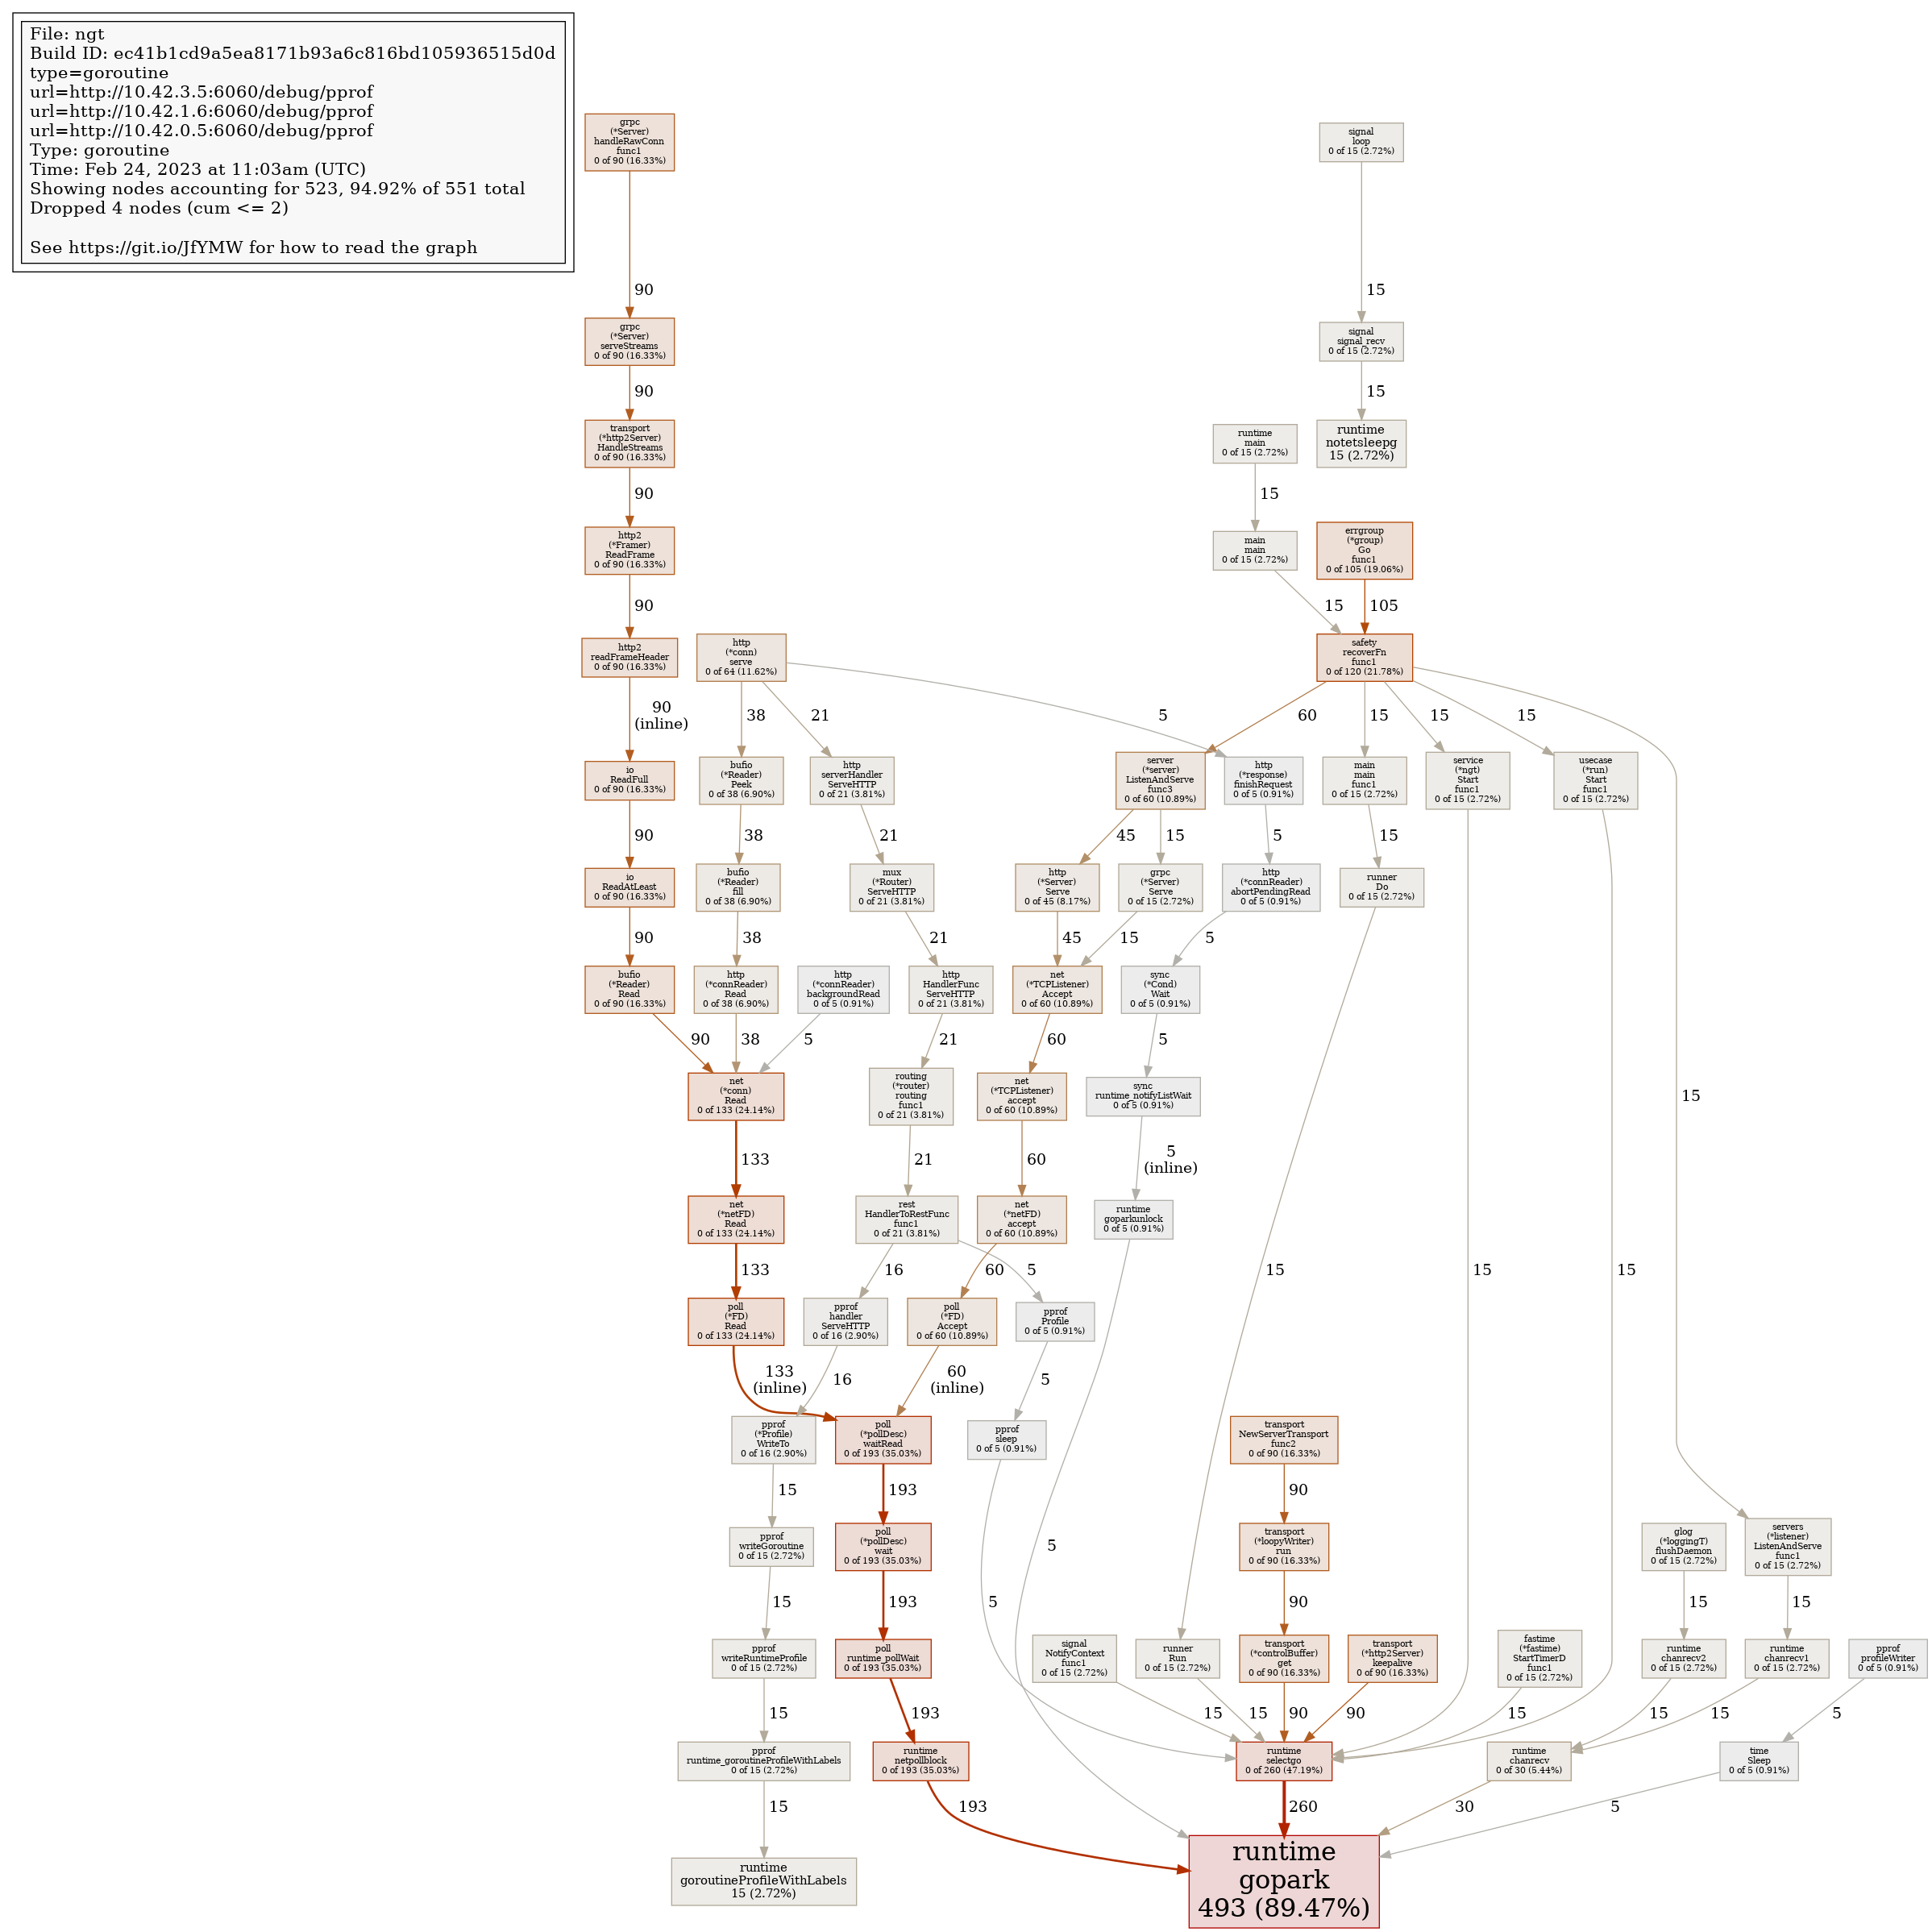 File: ngt
Build ID: ec41b1cd9a5ea8171b93a6c816bd105936515d0d
type=goroutine
url=http://10.42.3.5:6060/debug/pprof
url=http://10.42.1.6:6060/debug/pprof
url=http://10.42.0.5:6060/debug/pprof
Type: goroutine
Time: Feb 24, 2023 at 11:03am (UTC)
Showing nodes accounting for 523, 94.92% of 551 total
Dropped 4 nodes (cum <= 2)
See https://git.io/JfYMW for how to read the graph
grpc
(*Server)
handleRawConn
func1
0 of 90 (16.33%)
signal
loop
0 of 15 (2.72%)
90
15
grpc
(*Server)
serveStreams
0 of 90 (16.33%)
signal
signal_recv
0 of 15 (2.72%)
90
15
transport
(*http2Server)
HandleStreams
0 of 90 (16.33%)
runtime
main
0 of 15 (2.72%)
runtime
notetsleepg
15 (2.72%)
90
15
http2
(*Framer)
ReadFrame
0 of 90 (16.33%)
main
main
0 of 15 (2.72%)
errgroup
(*group)
Go
func1
0 of 105 (19.06%)
90
15
105
http2
readFrameHeader
0 of 90 (16.33%)
http
(*conn)
serve
0 of 64 (11.62%)
safety
recoverFn
func1
0 of 120 (21.78%)
90
(inline)
38
21
5
60
15
15
15
15
io
ReadFull
0 of 90 (16.33%)
bufio
(*Reader)
Peek
0 of 38 (6.90%)
http
serverHandler
ServeHTTP
0 of 21 (3.81%)
server
(*server)
ListenAndServe
func3
0 of 60 (10.89%)
http
(*response)
finishRequest
0 of 5 (0.91%)
main
main
func1
0 of 15 (2.72%)
service
(*ngt)
Start
func1
0 of 15 (2.72%)
usecase
(*run)
Start
func1
0 of 15 (2.72%)
90
38
21
45
15
5
15
io
ReadAtLeast
0 of 90 (16.33%)
bufio
(*Reader)
fill
0 of 38 (6.90%)
mux
(*Router)
ServeHTTP
0 of 21 (3.81%)
http
(*Server)
Serve
0 of 45 (8.17%)
grpc
(*Server)
Serve
0 of 15 (2.72%)
http
(*connReader)
abortPendingRead
0 of 5 (0.91%)
runner
Do
0 of 15 (2.72%)
90
38
21
45
15
5
bufio
(*Reader)
Read
0 of 90 (16.33%)
http
(*connReader)
Read
0 of 38 (6.90%)
http
(*connReader)
backgroundRead
0 of 5 (0.91%)
http
HandlerFunc
ServeHTTP
0 of 21 (3.81%)
net
(*TCPListener)
Accept
0 of 60 (10.89%)
sync
(*Cond)
Wait
0 of 5 (0.91%)
90
38
5
21
60
5
net
(*conn)
Read
0 of 133 (24.14%)
routing
(*router)
routing
func1
0 of 21 (3.81%)
net
(*TCPListener)
accept
0 of 60 (10.89%)
sync
runtime_notifyListWait
0 of 5 (0.91%)
133
21
60
5
(inline)
net
(*netFD)
Read
0 of 133 (24.14%)
rest
HandlerToRestFunc
func1
0 of 21 (3.81%)
net
(*netFD)
accept
0 of 60 (10.89%)
runtime
goparkunlock
0 of 5 (0.91%)
133
16
60
5
15
15
15
poll
(*FD)
Read
0 of 133 (24.14%)
pprof
handler
ServeHTTP
0 of 16 (2.90%)
poll
(*FD)
Accept
0 of 60 (10.89%)
pprof
Profile
0 of 5 (0.91%)
133
(inline)
16
60
(inline)
5
pprof
(*Profile)
WriteTo
0 of 16 (2.90%)
poll
(*pollDesc)
waitRead
0 of 193 (35.03%)
pprof
sleep
0 of 5 (0.91%)
transport
NewServerTransport
func2
0 of 90 (16.33%)
15
193
90
pprof
writeGoroutine
0 of 15 (2.72%)
poll
(*pollDesc)
wait
0 of 193 (35.03%)
transport
(*loopyWriter)
run
0 of 90 (16.33%)
glog
(*loggingT)
flushDaemon
0 of 15 (2.72%)
servers
(*listener)
ListenAndServe
func1
0 of 15 (2.72%)
15
193
5
5
90
15
15
pprof
writeRuntimeProfile
0 of 15 (2.72%)
poll
runtime_pollWait
0 of 193 (35.03%)
signal
NotifyContext
func1
0 of 15 (2.72%)
runner
Run
0 of 15 (2.72%)
transport
(*controlBuffer)
get
0 of 90 (16.33%)
transport
(*http2Server)
keepalive
0 of 90 (16.33%)
fastime
(*fastime)
StartTimerD
func1
0 of 15 (2.72%)
runtime
chanrecv2
0 of 15 (2.72%)
runtime
chanrecv1
0 of 15 (2.72%)
pprof
profileWriter
0 of 5 (0.91%)
15
193
15
15
90
90
15
15
15
5
pprof
runtime_goroutineProfileWithLabels
0 of 15 (2.72%)
runtime
netpollblock
0 of 193 (35.03%)
runtime
selectgo
0 of 260 (47.19%)
runtime
chanrecv
0 of 30 (5.44%)
time
Sleep
0 of 5 (0.91%)
15
193
260
30
5
runtime
goroutineProfileWithLabels
15 (2.72%)
runtime
gopark
493 (89.47%)